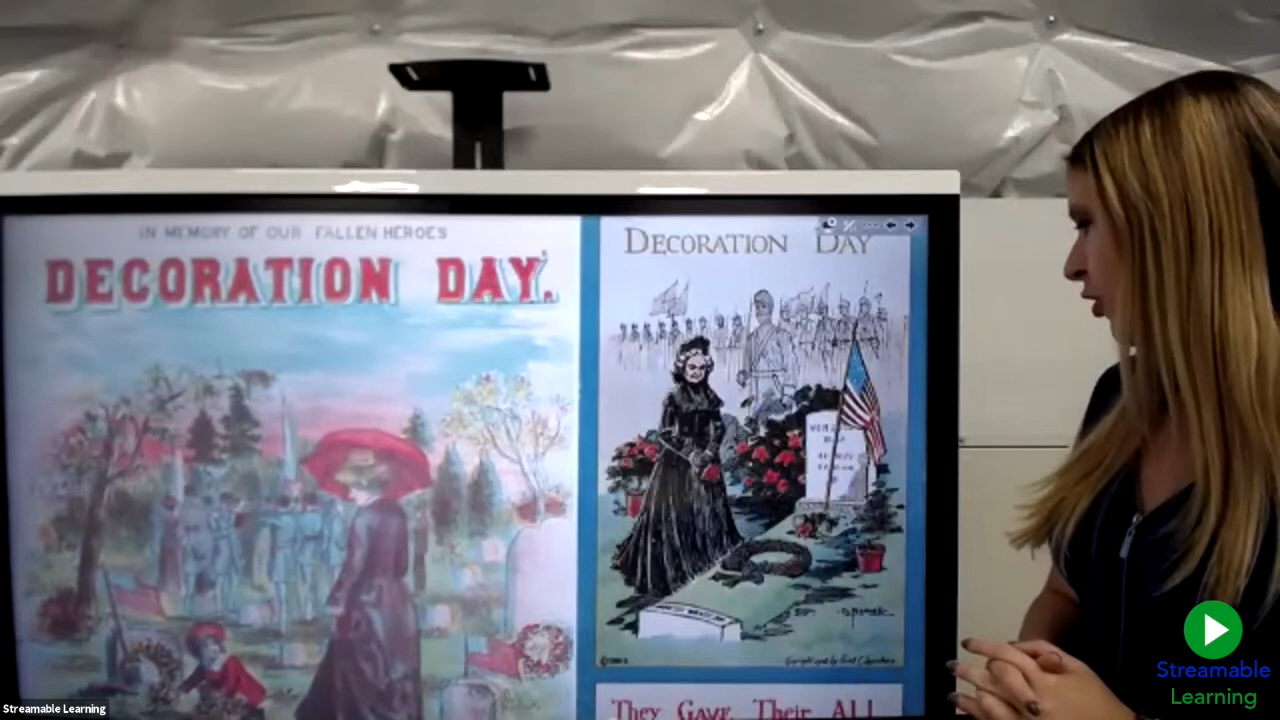 IN MEMORY OF OUR FALLEN HEROES
DECORATION DAY.
DECORATION DAY
They Gave Their All
Streamable
Learning
Streamable Learning